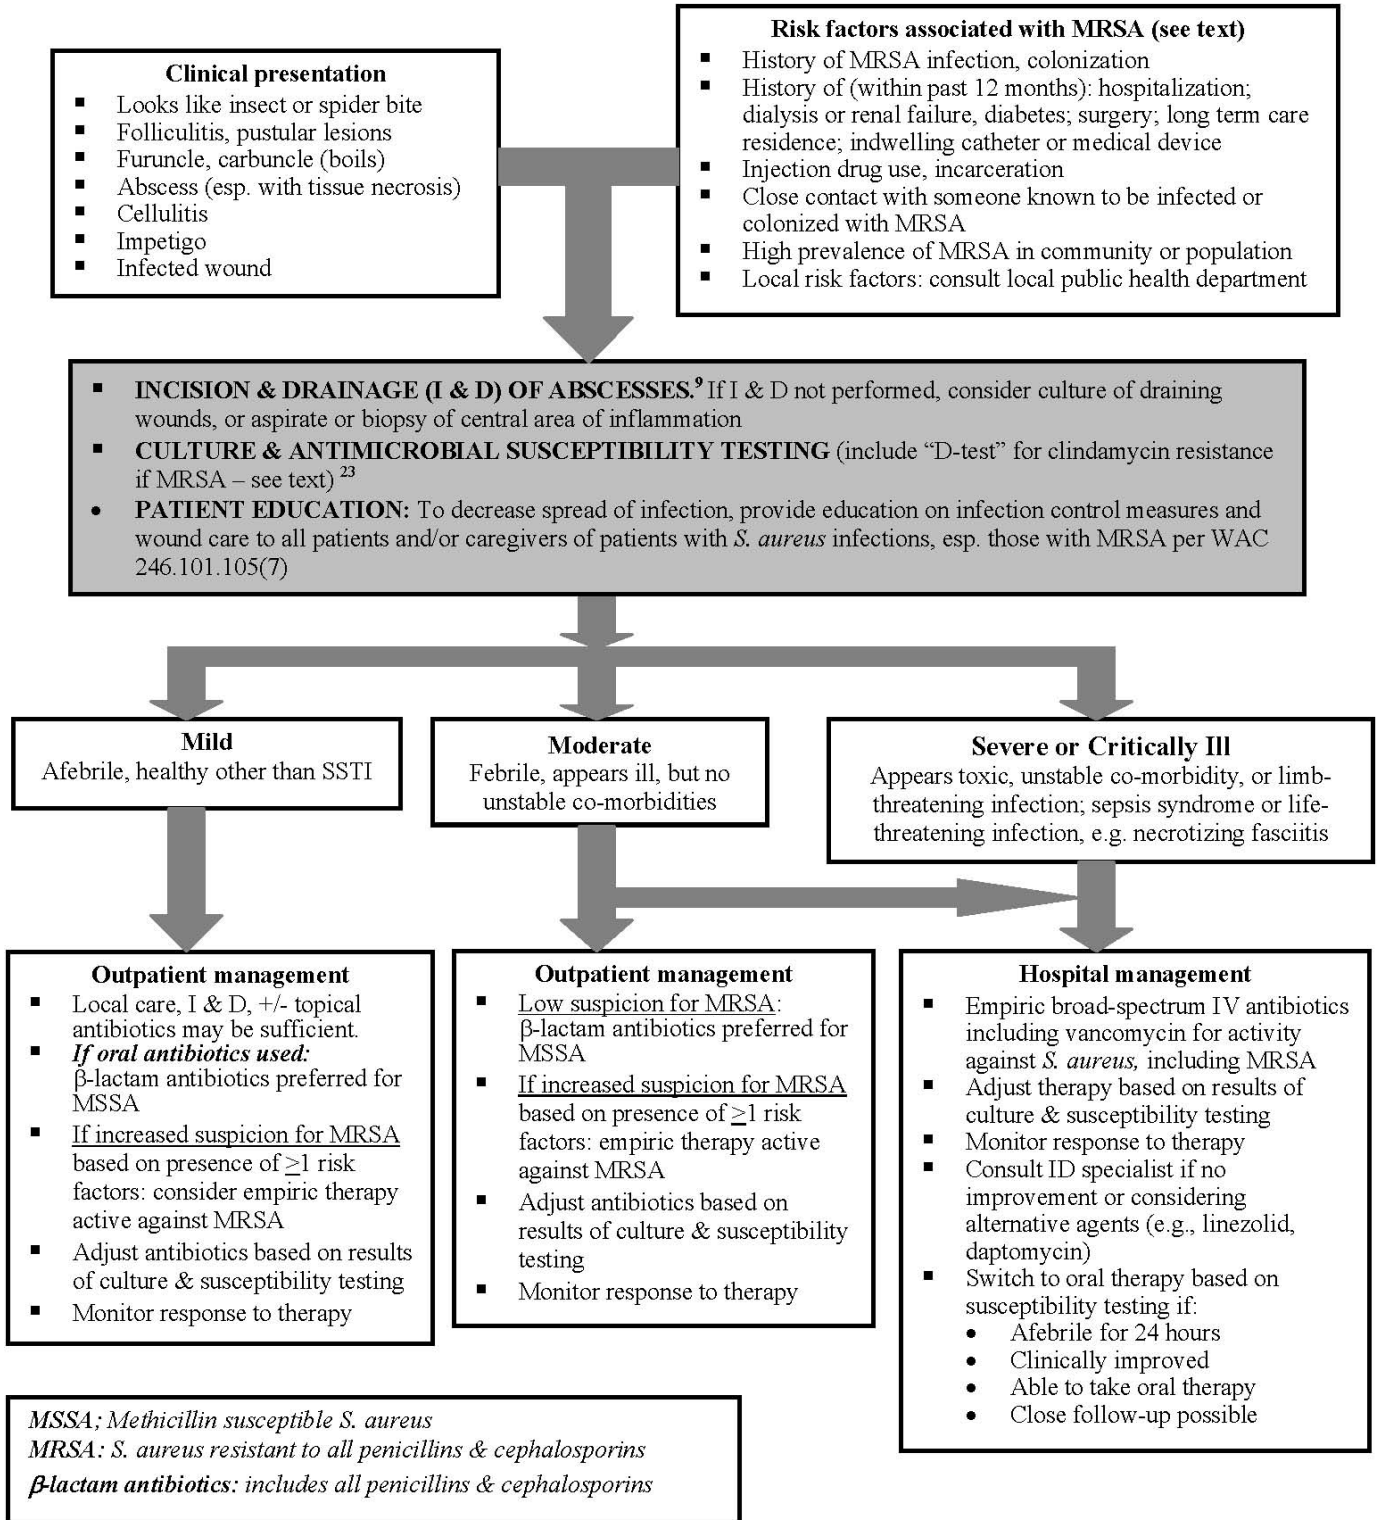 Clinical presentation
▪ Looks like insect or spider bite
▪ Folliculitis, pustular lesions
▪ Furuncle, carbuncle (boils)
▪ Abscess (esp. with tissue necrosis)
▪ Cellulitis
▪ Impetigo
▪ Infected wound
Risk factors associated with MRSA (see text)
▪ History of MRSA infection, colonization
▪ History of (within past 12 months): hospitalization;
dialysis or renal failure, diabetes; surgery; long term care
residence; indwelling catheter or medical device
▪ Injection drug use, incarceration
▪ Close contact with someone known to be infected or
colonized with MRSA
▪ High prevalence of MRSA in community or population
▪ Local risk factors: consult local public health department
▪ INCISION & DRAINAGE (I & D) OF ABSCESSES.⁹ If I & D not performed, consider culture of draining
wounds, or aspirate or biopsy of central area of inflammation
▪ CULTURE & ANTIMICROBIAL SUSCEPTIBILITY TESTING (include “D-test” for clindamycin resistance
if MRSA – see text) ²³
• PATIENT EDUCATION: To decrease spread of infection, provide education on infection control measures and
wound care to all patients and/or caregivers of patients with S. aureus infections, esp. those with MRSA per WAC
246.101.105(7)
Mild
Afebrile, healthy other than SSTI
Moderate
Febrile, appears ill, but no
unstable co-morbidities
Severe or Critically Ill
Appears toxic, unstable co-morbidity, or limb-
threatening infection; sepsis syndrome or life-
threatening infection, e.g. necrotizing fasciitis
Outpatient management
▪ Local care, I & D, +/- topical
antibiotics may be sufficient.
▪ If oral antibiotics used:
β-lactam antibiotics preferred for
MSSA
▪ If increased suspicion for MRSA
based on presence of ≥1 risk
factors: consider empiric therapy
active against MRSA
▪ Adjust antibiotics based on results
of culture & susceptibility testing
▪ Monitor response to therapy
Outpatient management
▪ Low suspicion for MRSA:
β-lactam antibiotics preferred for
MSSA
▪ If increased suspicion for MRSA
based on presence of ≥1 risk
factors: empiric therapy active
against MRSA
▪ Adjust antibiotics based on
results of culture & susceptibility
testing
▪ Monitor response to therapy
Hospital management
▪ Empiric broad-spectrum IV antibiotics
including vancomycin for activity
against S. aureus, including MRSA
▪ Adjust therapy based on results of
culture & susceptibility testing
▪ Monitor response to therapy
▪ Consult ID specialist if no
improvement or considering
alternative agents (e.g., linezolid,
daptomycin)
▪ Switch to oral therapy based on
susceptibility testing if:
• Afebrile for 24 hours
• Clinically improved
• Able to take oral therapy
• Close follow-up possible
MSSA; Methicillin susceptible S. aureus
MRSA: S. aureus resistant to all penicillins & cephalosporins
β-lactam antibiotics: includes all penicillins & cephalosporins